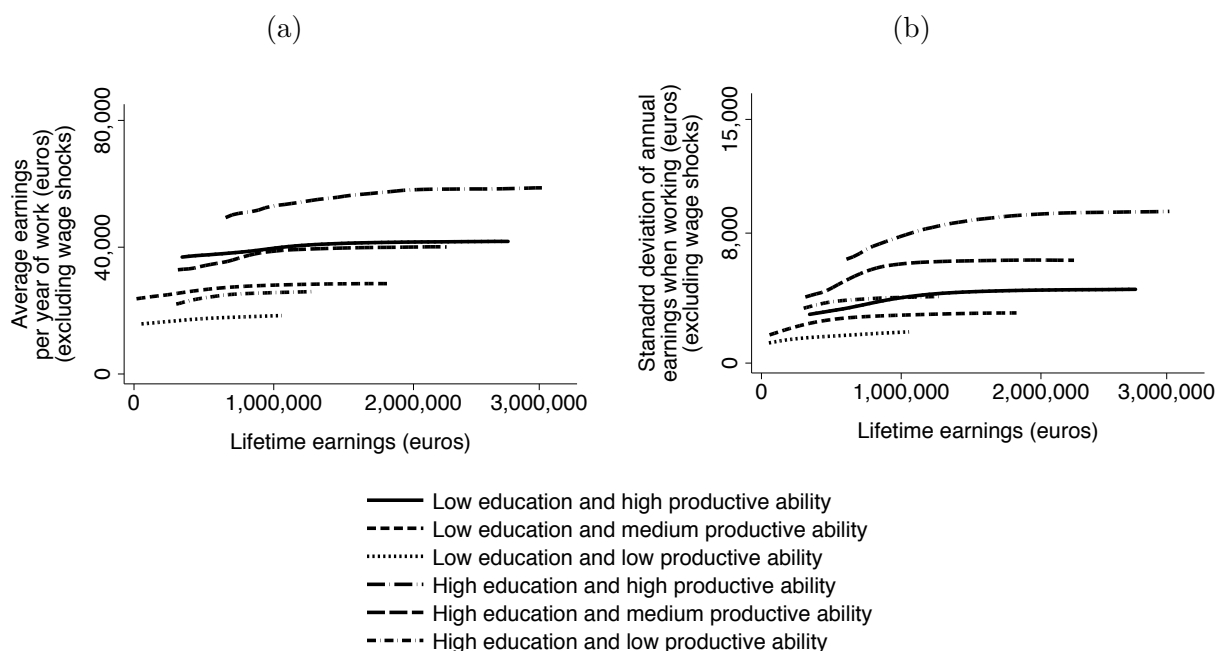 (a)
(b)
Average earnings
per year of work (euros)
(excluding wage shocks)
80,000
40,000
0
0
1,000,000
2,000,000
3,000,000
Lifetime earnings (euros)
Stanadrd deviation of annual
earnings when working (euros)
(excluding wage shocks)
15,000
8,000
0
0
1,000,000
2,000,000
3,000,000
Lifetime earnings (euros)
Low education and high productive ability
Low education and medium productive ability
Low education and low productive ability
High education and high productive ability
High education and medium productive ability
High education and low productive ability